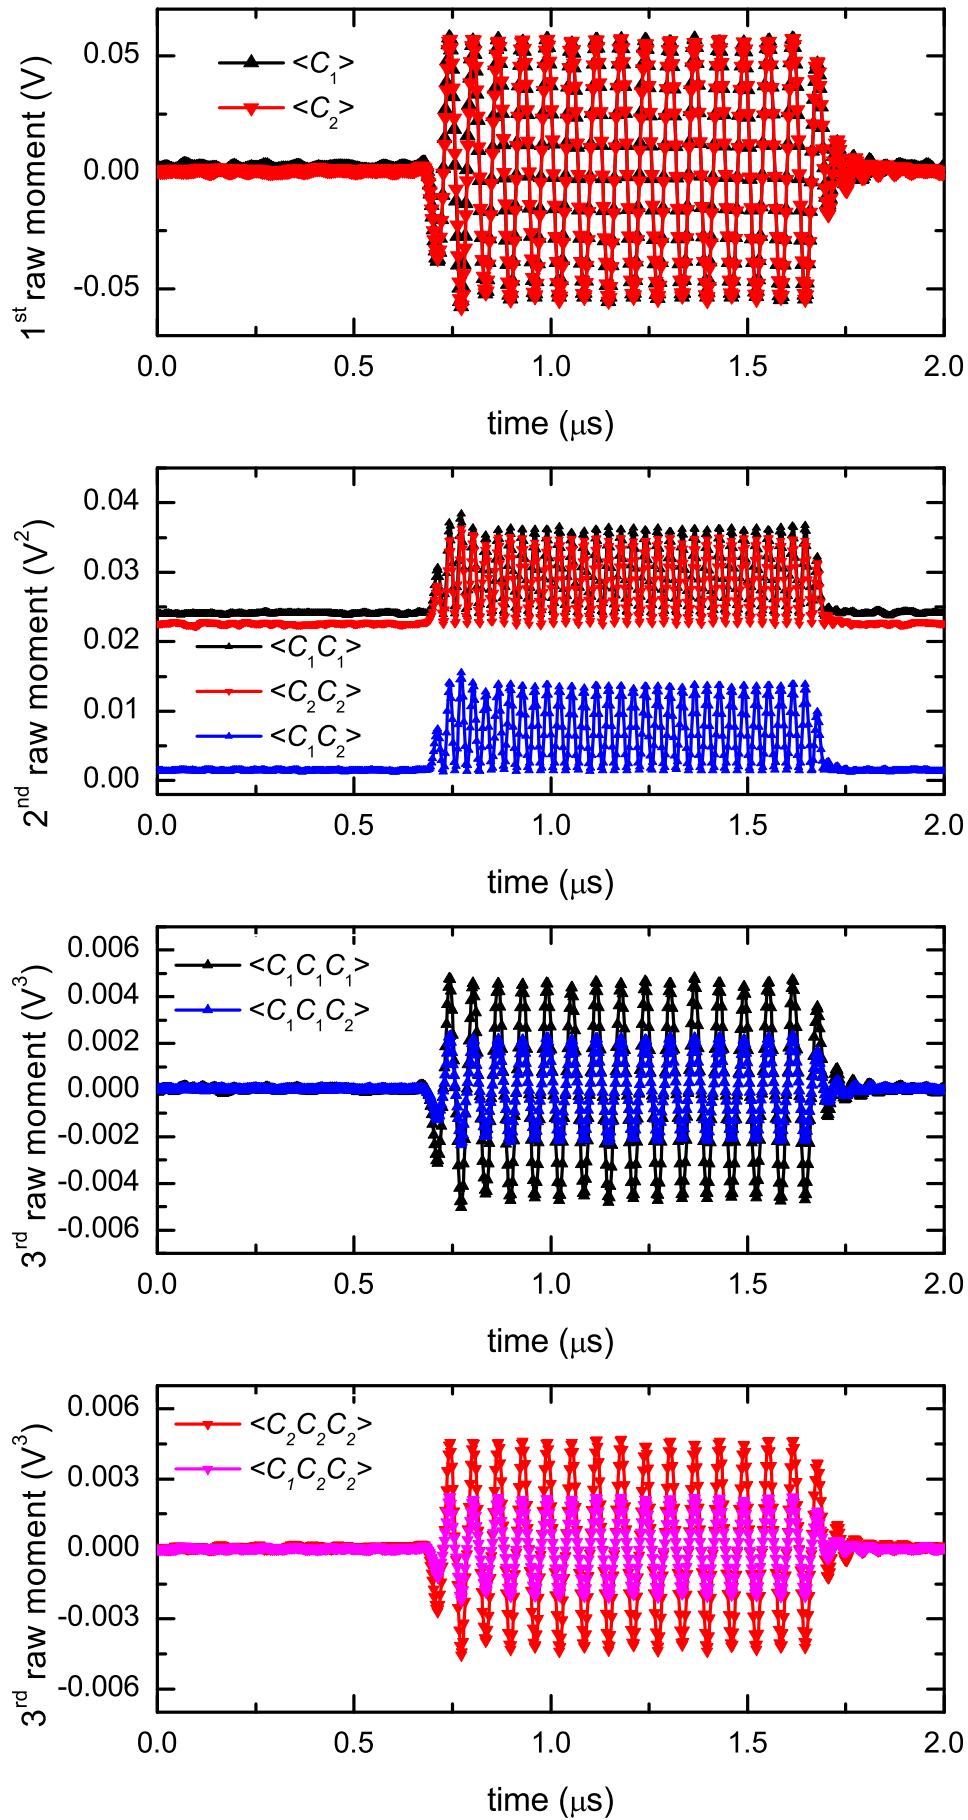 1st raw moment (V)
0.05
0.00
-0.05
<C1>
<C2>
0.0 0.5 1.0 1.5 2.0
time (μs)
2nd raw moment (V2)
0.04
0.03
0.02
0.01
0.00
<C1C1>
<C2C2>
<C1C2>
0.0 0.5 1.0 1.5 2.0
time (μs)
3rd raw moment (V3)
0.006
0.004
0.002
0.000
-0.002
-0.004
-0.006
<C1C1C1>
<C1C1C2>
0.0 0.5 1.0 1.5 2.0
time (μs)
3rd raw moment (V3)
0.006
0.003
0.000
-0.003
-0.006
<C2C2C2>
<C1C2C2>
0.0 0.5 1.0 1.5 2.0
time (μs)